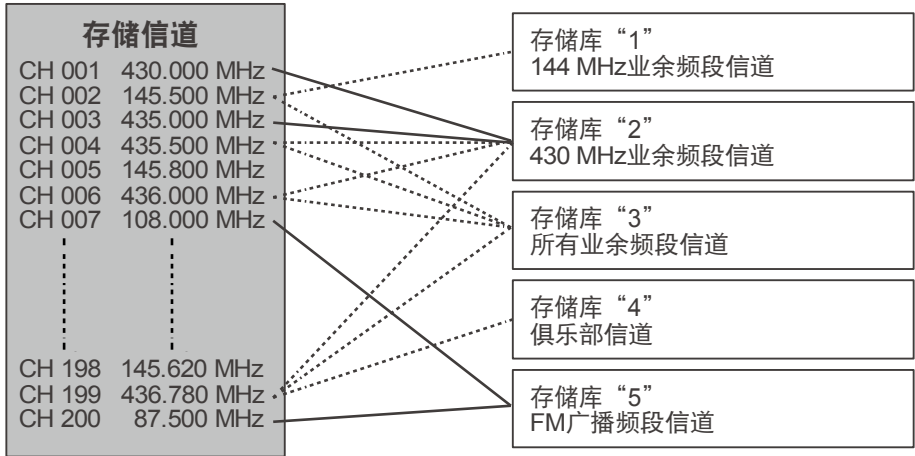 存储信道
CH 001 430.000 MHz
CH 002 145.500 MHz
CH 003 435.000 MHz
CH 004 435.500 MHz
CH 005 145.800 MHz
CH 006 436.000 MHz
CH 007 108.000 MHz
CH 198 145.620 MHz
CH 199 436.780 MHz
CH 200 87.500 MHz
存储库“1”
144 MHz业余频段信道
存储库“2”
430 MHz业余频段信道
存储库“3”
所有业余频段信道
存储库“4”
俱乐部信道
存储库“5”
FM广播频段信道